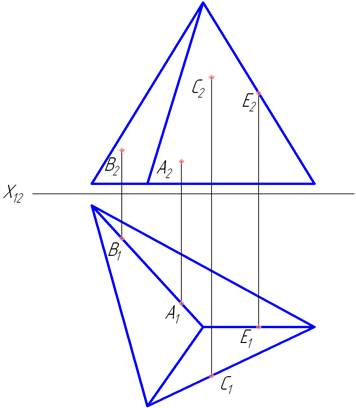 C₂
E₂
B₂
A₂
X₁₂
B₁
A₁
E₁
C₁